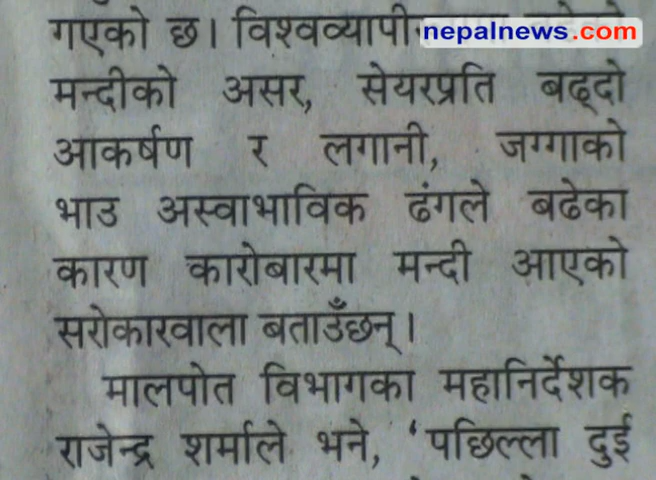 nepalnews.com
गएको छ। विश्वव्यापी
मन्दीको असर, सेयरप्रति बढ्दो
आकर्षण र लगानी, जग्गाको
भाउ अस्वाभाविक ढंगले बढेका
कारण कारोबारमा मन्दी आएको
सरोकारवाला बताउँछन्।
मालपोत विभागका महानिर्देशक
राजेन्द्र शर्माले भने, 'पछिल्ला दुई